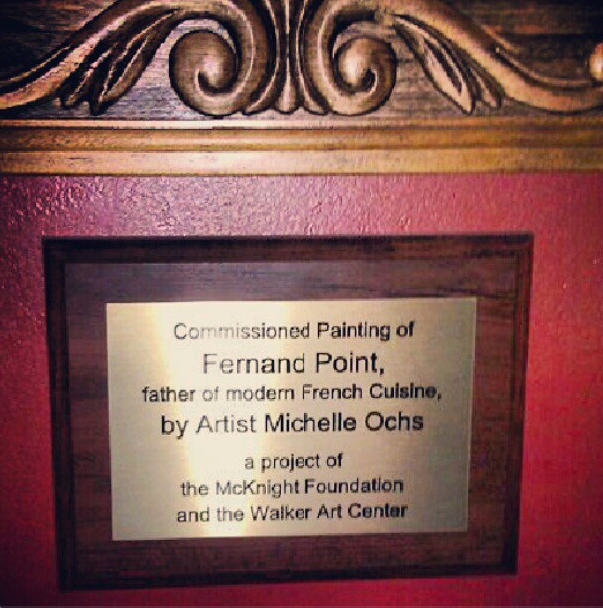 Commissioned Painting of
Fernand Point,
father of modern French Cuisine,
by Artist Michelle Ochs
a project of
the McKnight Foundation
and the Walker Art Center